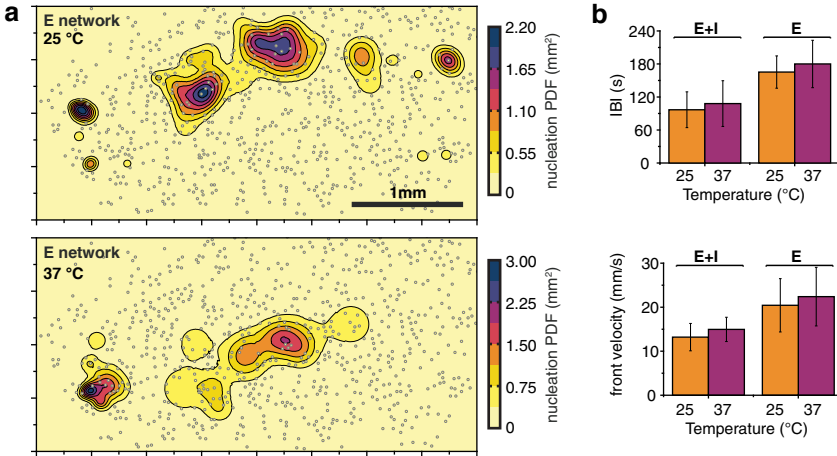 a
E network
25 °C
1mm
2.20
1.65
1.10
0.55
0
nucleation PDF (mm²)
E network
37 °C
3.00
2.25
1.50
0.75
0
nucleation PDF (mm²)
b
E+I
E
240
180
120
60
0
IBI (s)
25 37 25 37
Temperature (°C)
E+I
E
30
20
10
0
front velocity (mm/s)
25 37 25 37
Temperature (°C)